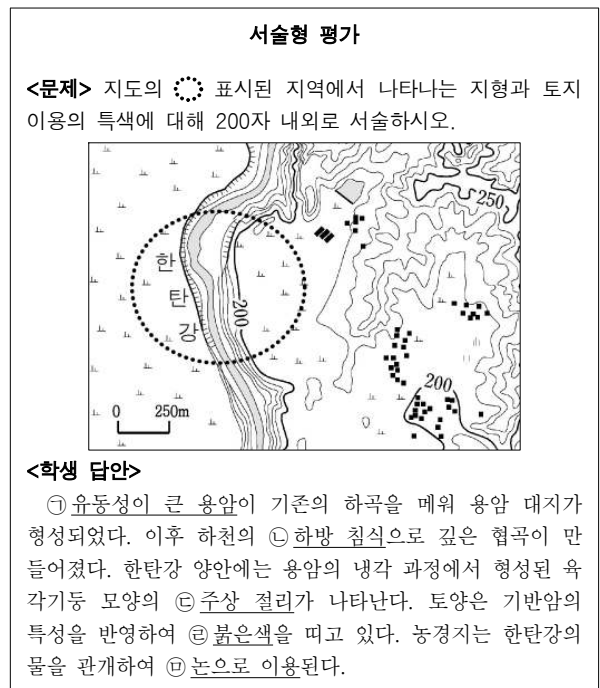 서술형 평가
<문제> 지도의 표시된 지역에서 나타나는 지형과 토지
이용의 특색에 대해 200자 내외로 서술하시오.
250
한
탄
강
200
200
0 250m
<학생 답안>
㉠ 유동성이 큰 용암이 기존의 하곡을 메워 용암 대지가
형성되었다. 이후 하천의 ㉡ 하방 침식으로 깊은 협곡이 만
들어졌다. 한탄강 양안에는 용암의 냉각 과정에서 형성된 육
각기둥 모양의 ㉢ 주상 절리가 나타난다. 토양은 기반암의
특성을 반영하여 ㉣ 붉은색을 띠고 있다. 농경지는 한탄강의
물을 관개하여 ㉤ 논으로 이용된다.